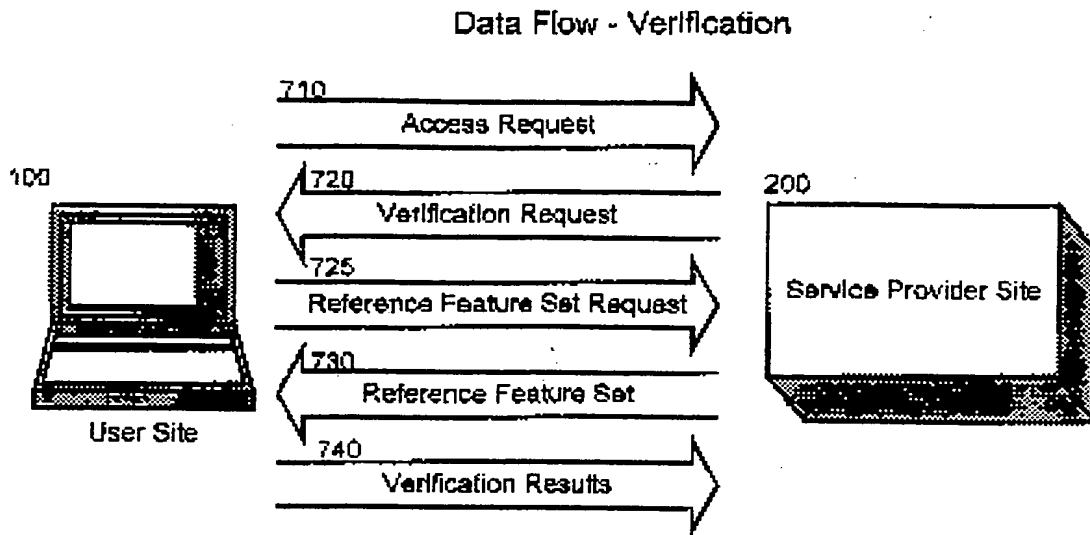 Data Flow - Verification
710
Access Request
100
720
Verification Request
200
725
Reference Feature Set Request
Service Provider Site
730
Reference Feature Set
User Site
740
Verification Results